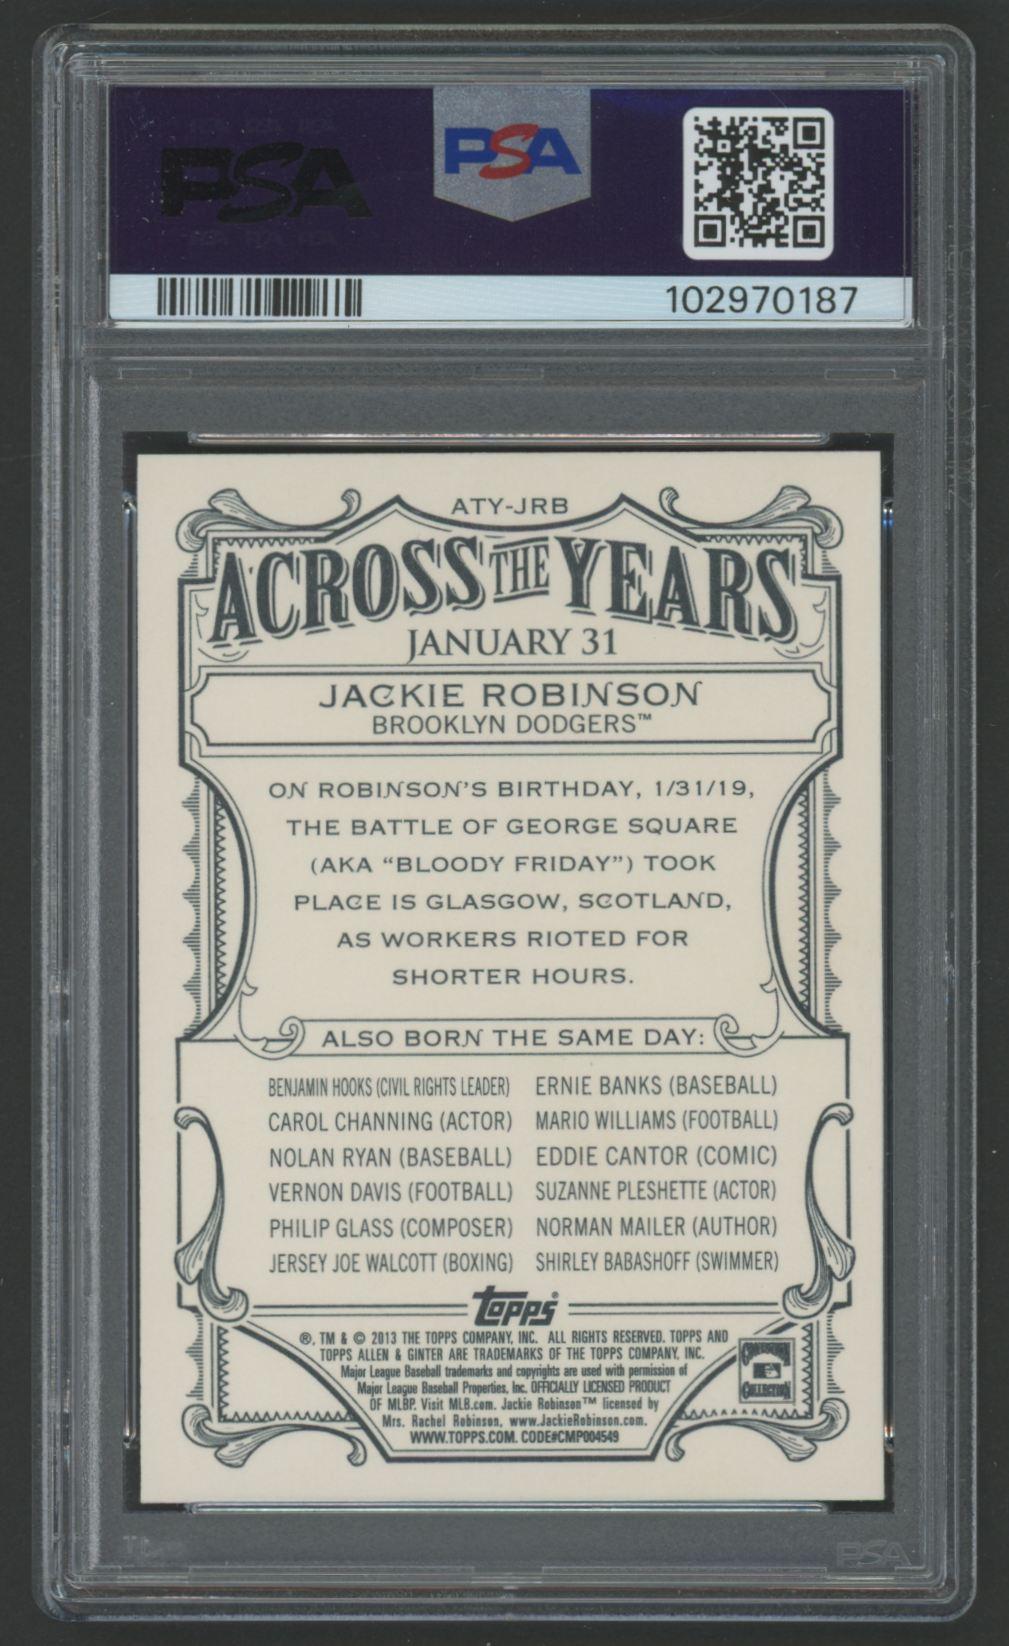 PSA
PSA
102970187
ATY-JRB
ACROSS THE YEARS
JANUARY 31
JACKIE ROBINSON
BROOKLYN DODGERS™
ON ROBINSON'S BIRTHDAY, 1/31/19,
THE BATTLE OF GEORGE SQUARE
(AKA "BLOODY FRIDAY") TOOK
PLACE IS GLASGOW, SCOTLAND,
AS WORKERS RIOTED FOR
SHORTER HOURS.
ALSO BORN THE SAME DAY:
BENJAMIN HOOKS (CIVIL RIGHTS LEADER) ERNIE BANKS (BASEBALL)
CAROL CHANNING (ACTOR) MARIO WILLIAMS (FOOTBALL)
NOLAN RYAN (BASEBALL) EDDIE CANTOR (COMIC)
VERNON DAVIS (FOOTBALL) SUZANNE PLESHETTE (ACTOR)
PHILIP GLASS (COMPOSER) NORMAN MAILER (AUTHOR)
JERSEY JOE WALCOTT (BOXING) SHIRLEY BABASHOFF (SWIMMER)
topps®
®, TM & © 2013 THE TOPPS COMPANY, INC. ALL RIGHTS RESERVED. TOPPS AND
TOPPS ALLEN & GINTER ARE TRADEMARKS OF THE TOPPS COMPANY, INC.
Major League Baseball trademarks and copyrights are used with permission of
Major League Baseball Properties, Inc. OFFICIALLY LICENSED PRODUCT
OF MLBP. Visit MLB.com. Jackie Robinson™ licensed by
Mrs. Rachel Robinson, www.JackieRobinson.com.
WWW.TOPPS.COM. CODE#CMP004549
COOPERSTOWN
COLLECTION
PSA